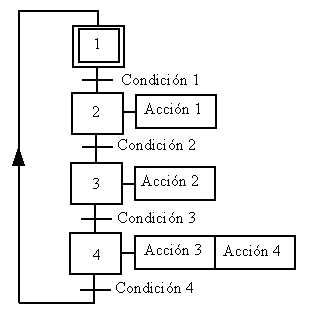 1
Condición 1
2 Acción 1
Condición 2
3 Acción 2
Condición 3
4 Acción 3 Acción 4
Condición 4